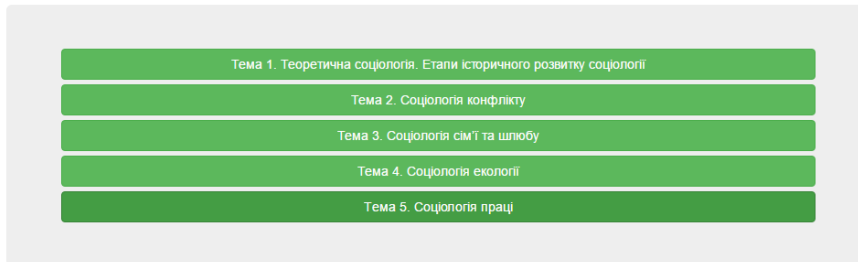 Тема 1. Теоретична соціологія. Етапи історичного розвитку соціології
Тема 2. Соціологія конфлікту
Тема 3. Соціологія сім'ї та шлюбу
Тема 4. Соціологія екології
Тема 5. Соціологія праці